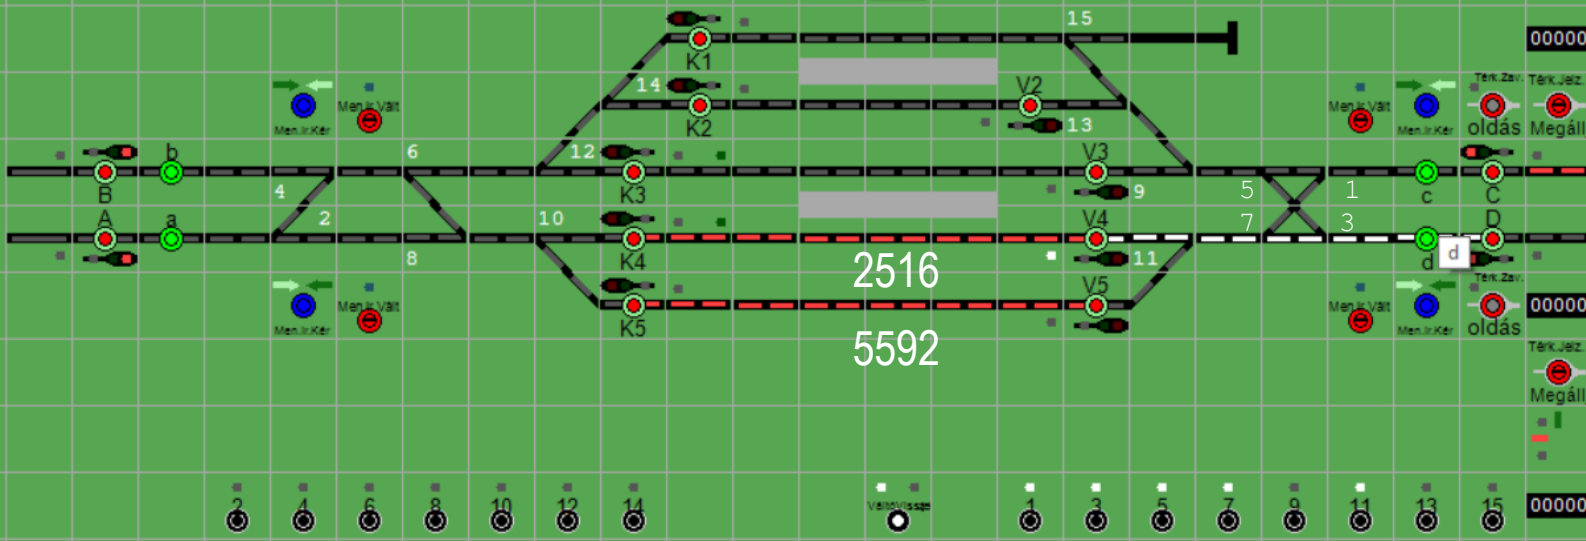 15
00000
K1
14
V2
Térk.Zav.
Térk.Jelz.
Men.Ir.Vált
Men.Ir.Vált
Men.Ir.Kér
K2
13
Men.Ir.Kér
oldás
Megáll
b
6
12
V3
B
4
K3
9
5
1
c
C
A
a
2
10
V4
7
3
D
8
K4
2516
11
d
d
Térk.Zav.
Men.Ir.Vált
V5
Men.Ir.Vált
00000
Men.Ir.Kér
K5
Men.Ir.Kér
oldás
5592
Térk.Jelz.
Megáll
2 4 6 8 10 12 14 VáltóVissza 1 3 5 7 9 11 13 15 00000